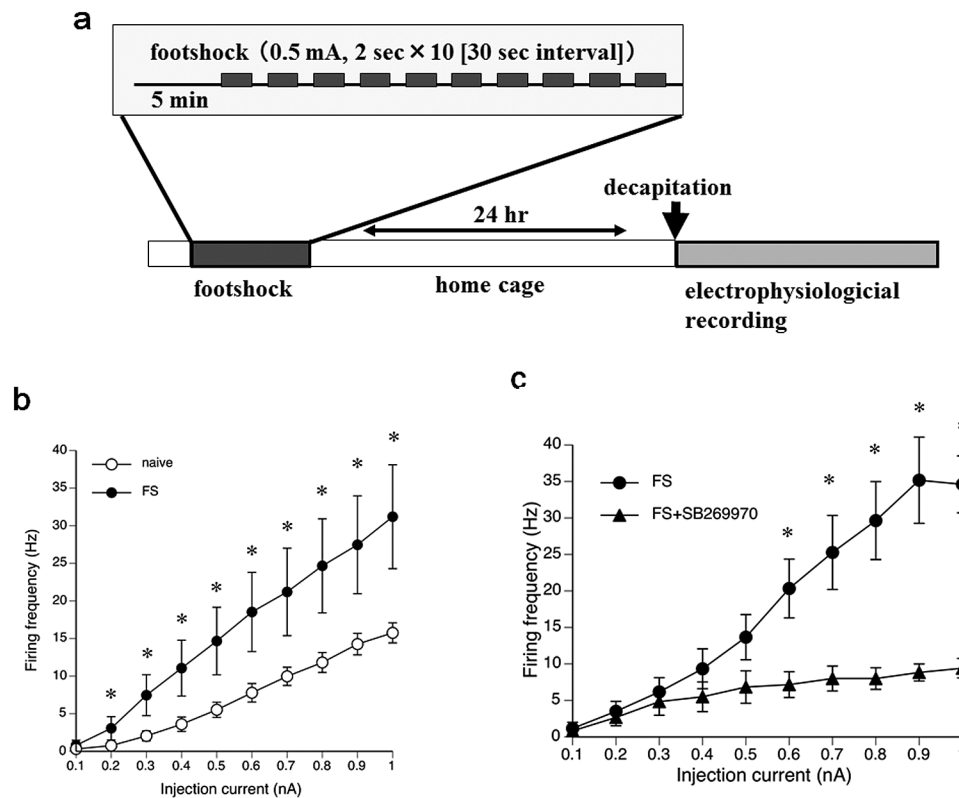 a
footshock (0.5 mA, 2 sec × 10 [30 sec interval])
5 min
decapitation
24 hr
footshock
home cage
electrophysiologicial
recording
b
40
35
30
25
20
15
10
5
0
Firing frequency (Hz)
naive
FS
* * * * * * * * *
0.1 0.2 0.3 0.4 0.5 0.6 0.7 0.8 0.9 1
Injection current (nA)
c
40
35
30
25
20
15
10
5
0
Firing frequency (Hz)
FS
FS+SB269970
* * * *
0.1 0.2 0.3 0.4 0.5 0.6 0.7 0.8 0.9
Injection current (nA)